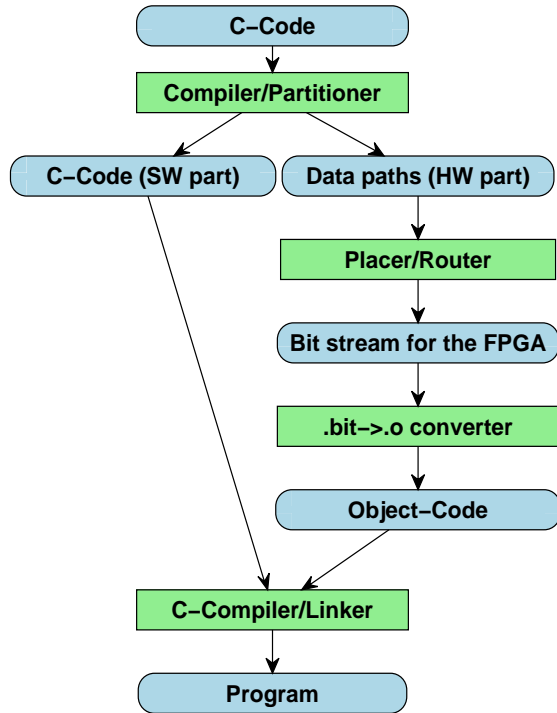 C−Code
Compiler/Partitioner
C−Code (SW part)
Data paths (HW part)
Placer/Router
Bit stream for the FPGA
.bit−>.o converter
Object−Code
C−Compiler/Linker
Program